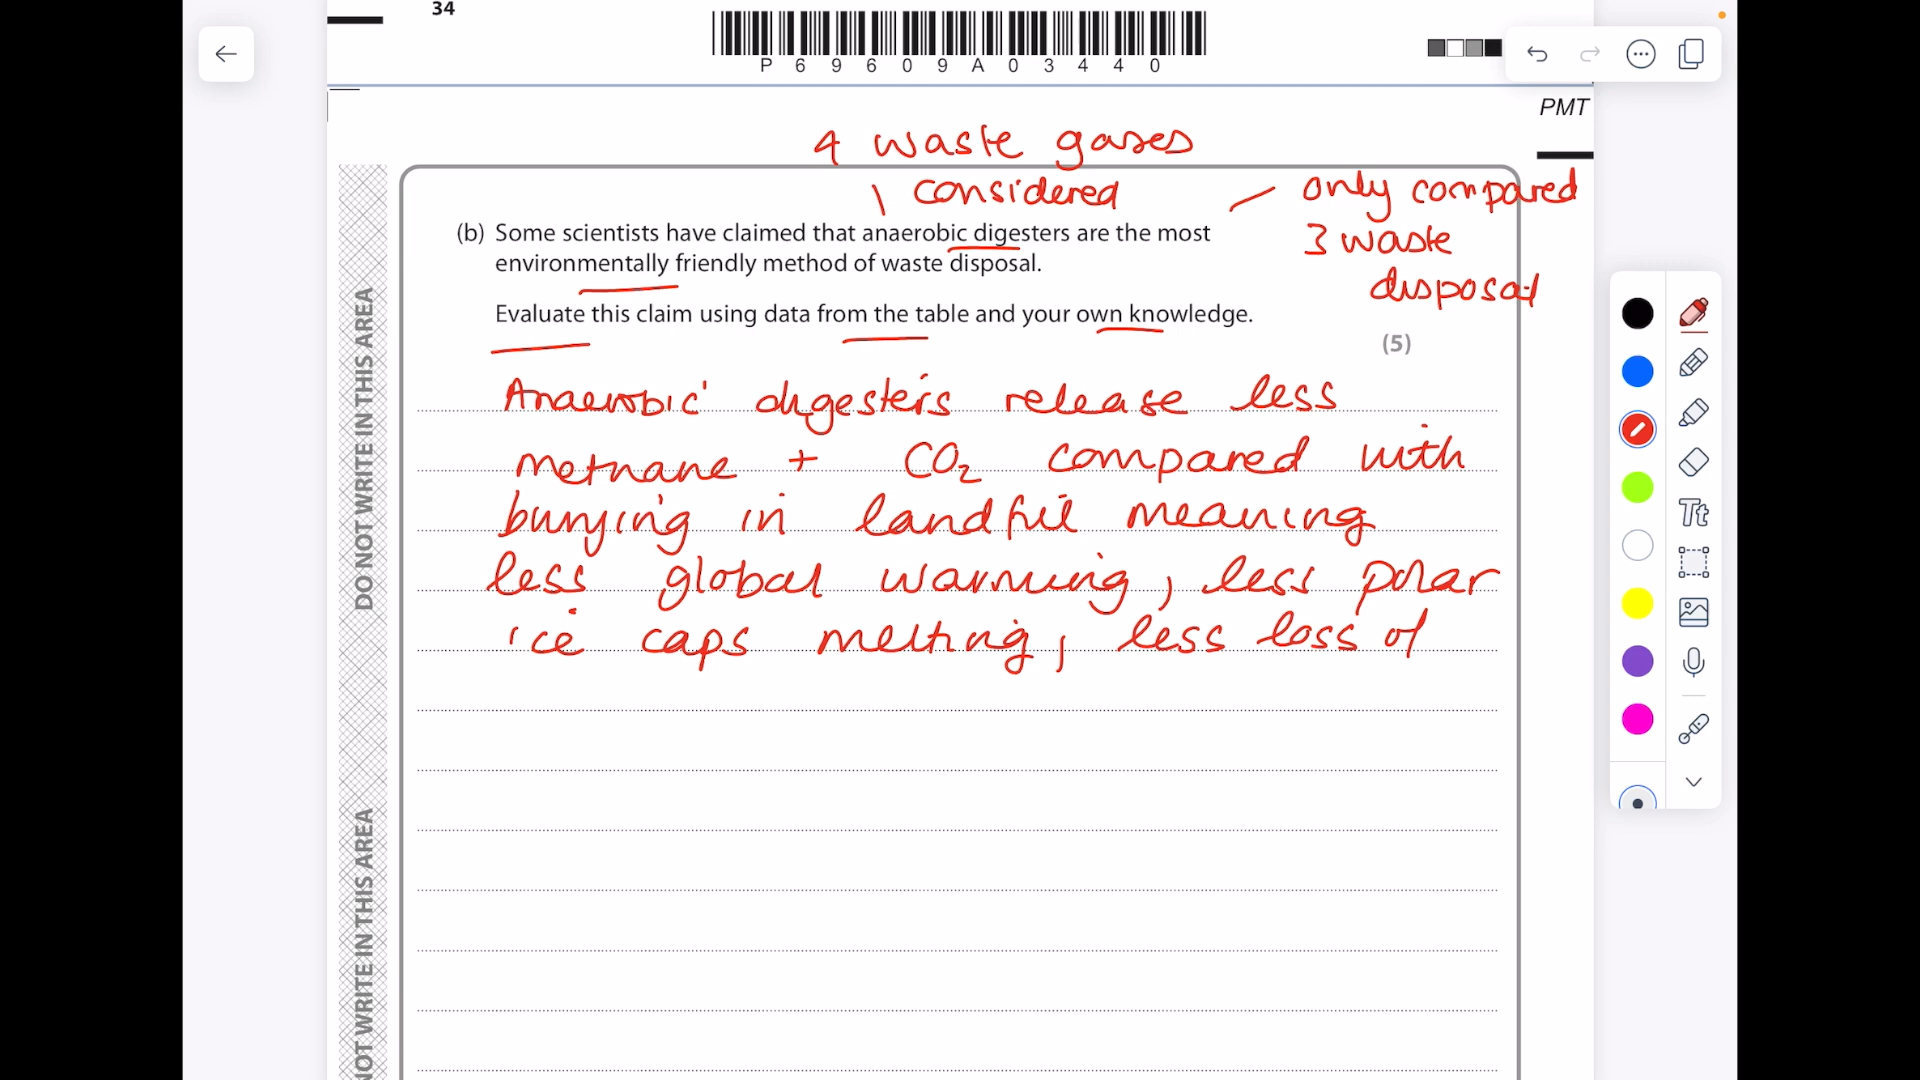 34
P 6 9 6 0 9 A 0 3 4 4 0
PMT
4 waste gases
considered
only compared
3 waste
disposal
(b) Some scientists have claimed that anaerobic digesters are the most
environmentally friendly method of waste disposal.
Evaluate this claim using data from the table and your own knowledge.
(5)
Anaerobic digesters release less
methane + CO₂ compared with
burying in landfill meaning
less global warming, less polar
ice caps melting, less loss of
DO NOT WRITE IN THIS AREA
NOT WRITE IN THIS AREA
Tt